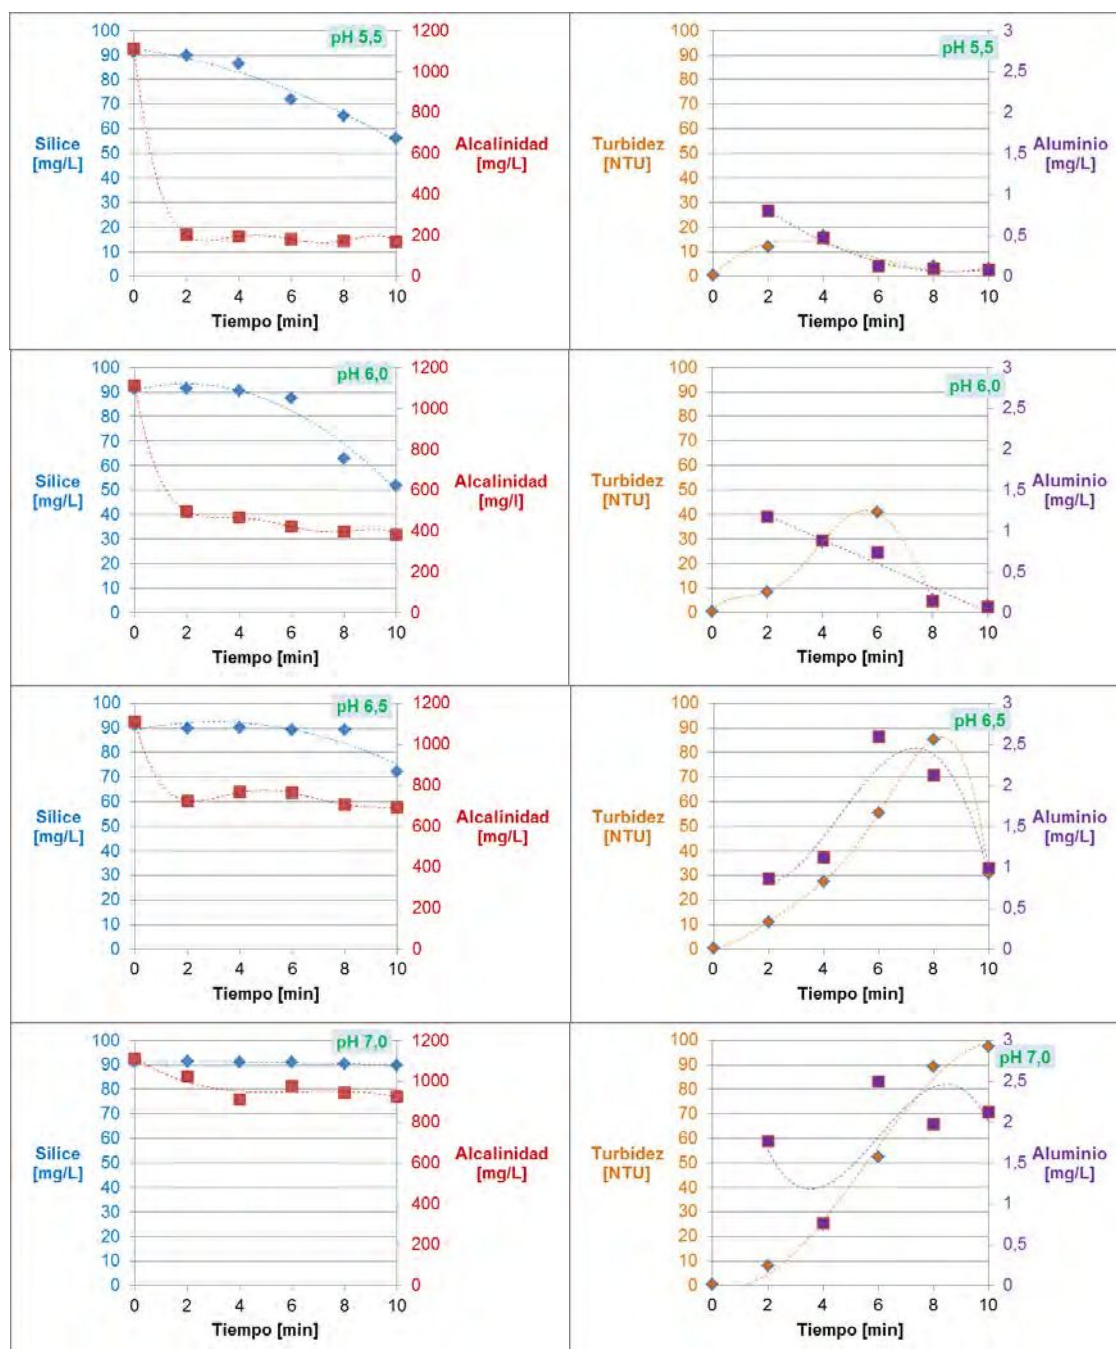 pH 5,5
Sílice
[mg/L]
100
90
80
70
60
50
40
30
20
10
0
1200
1000
800
600
400
200
0
Alcalinidad
[mg/L]
0 2 4 6 8 10
Tiempo [min]
pH 5,5
Turbidez
[NTU]
100
90
80
70
60
50
40
30
20
10
0
3
2,5
2
1,5
1
0,5
0
Aluminio
[mg/L]
0 2 4 6 8 10
Tiempo [min]
pH 6,0
Sílice
[mg/L]
100
90
80
70
60
50
40
30
20
10
0
1200
1000
800
600
400
200
0
Alcalinidad
[mg/l]
0 2 4 6 8 10
Tiempo [min]
pH 6,0
Turbidez
[NTU]
100
90
80
70
60
50
40
30
20
10
0
3
2,5
2
1,5
1
0,5
0
Aluminio
[mg/L]
0 2 4 6 8 10
Tiempo [min]
pH 6,5
Sílice
[mg/L]
100
90
80
70
60
50
40
30
20
10
0
1200
1000
800
600
400
200
0
Alcalinidad
[mg/L]
0 2 4 6 8 10
Tiempo [min]
pH 6,5
Turbidez
[NTU]
100
90
80
70
60
50
40
30
20
10
0
3
2,5
2
1,5
1
0,5
0
Aluminio
[mg/L]
0 2 4 6 8 10
Tiempo [min]
pH 7,0
Sílice
[mg/L]
100
90
80
70
60
50
40
30
20
10
0
1200
1000
800
600
400
200
0
Alcalinidad
[mg/L]
0 2 4 6 8 10
Tiempo [min]
pH 7,0
Turbidez
[NTU]
100
90
80
70
60
50
40
30
20
10
0
3
2,5
2
1,5
1
0,5
0
Aluminio
[mg/L]
0 2 4 6 8 10
Tiempo [min]